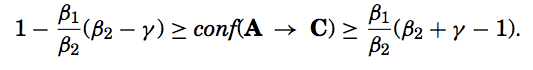 1 − β₁/β₂(β₂ − γ) ≥ conf(A → C) ≥ β₁/β₂(β₂ + γ − 1).